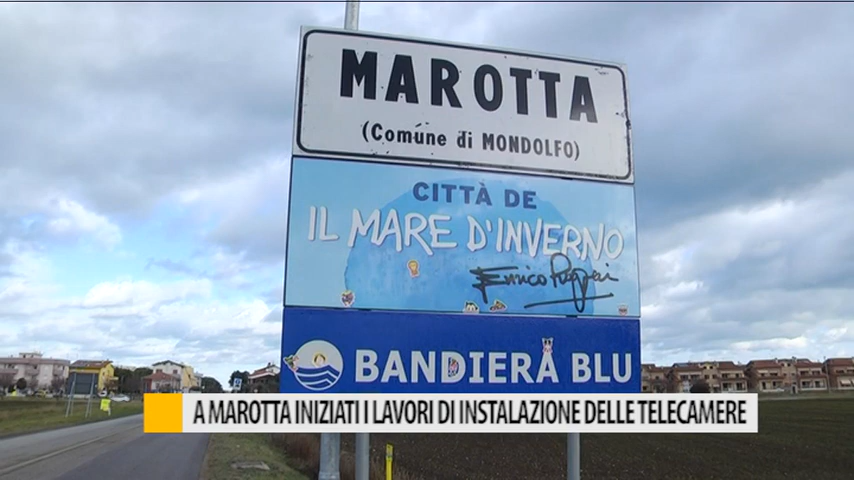 MAROTTA
(Comune di MONDOLFO)
CITTÀ DE
IL MARE D'INVERNO
Enrico Ruggeri
BANDIERA BLU
A MAROTTA INIZIATI I LAVORI DI INSTALAZIONE DELLE TELECAMERE